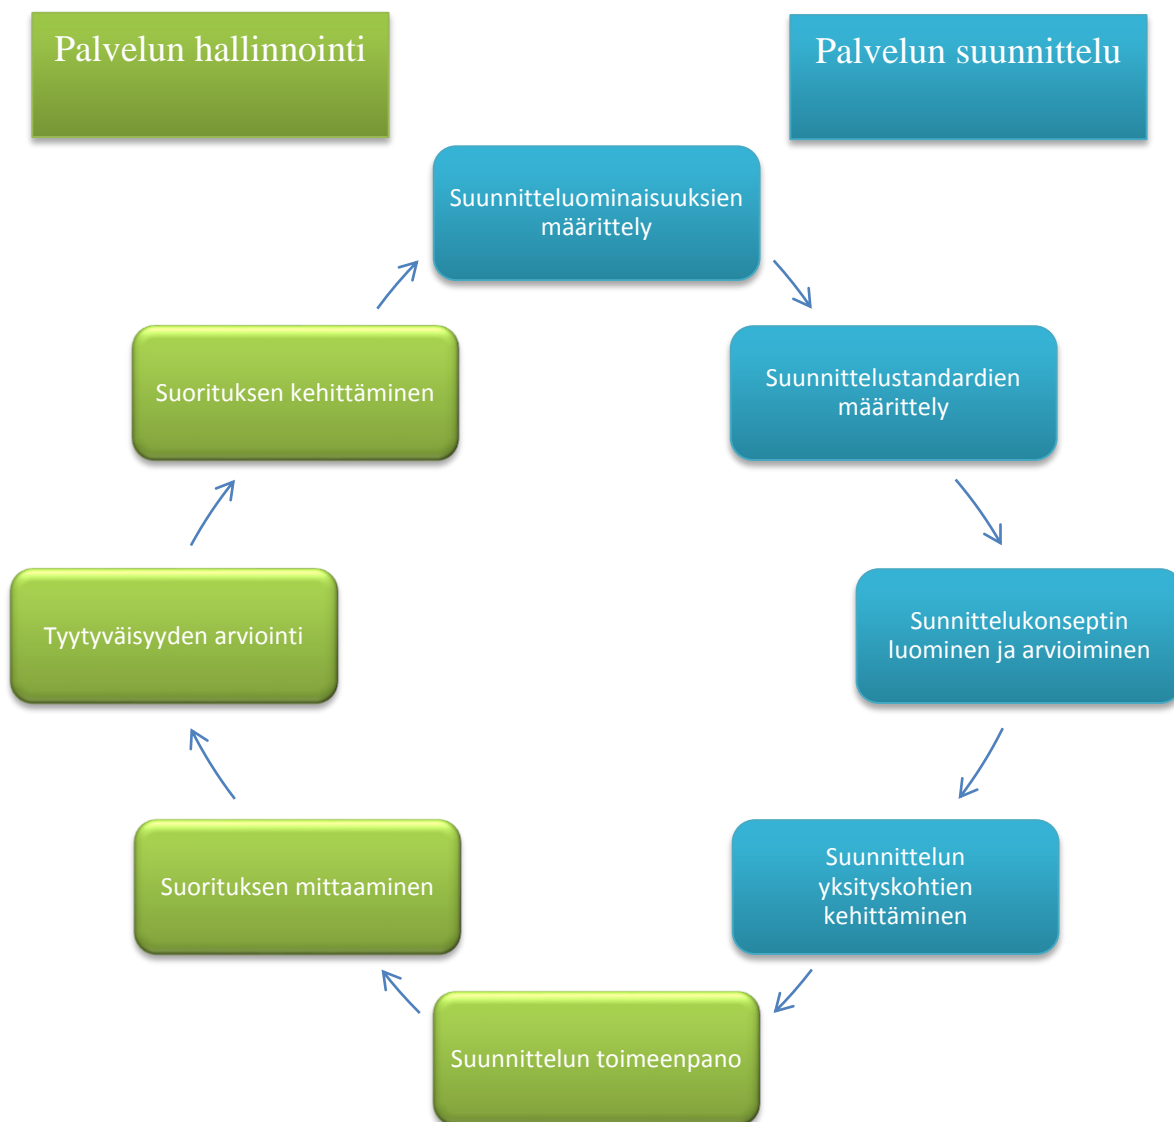 Palvelun hallinnointi
Palvelun suunnittelu
Suunnitteluominaisuuksien
määrittely
Suorituksen kehittäminen
Suunnittelustandardien
määrittely
Tyytyväisyyden arviointi
Sunnittelukonseptin
luominen ja arvioiminen
Suorituksen mittaaminen
Suunnittelun
yksityskohtien
kehittäminen
Suunnittelun toimeenpano